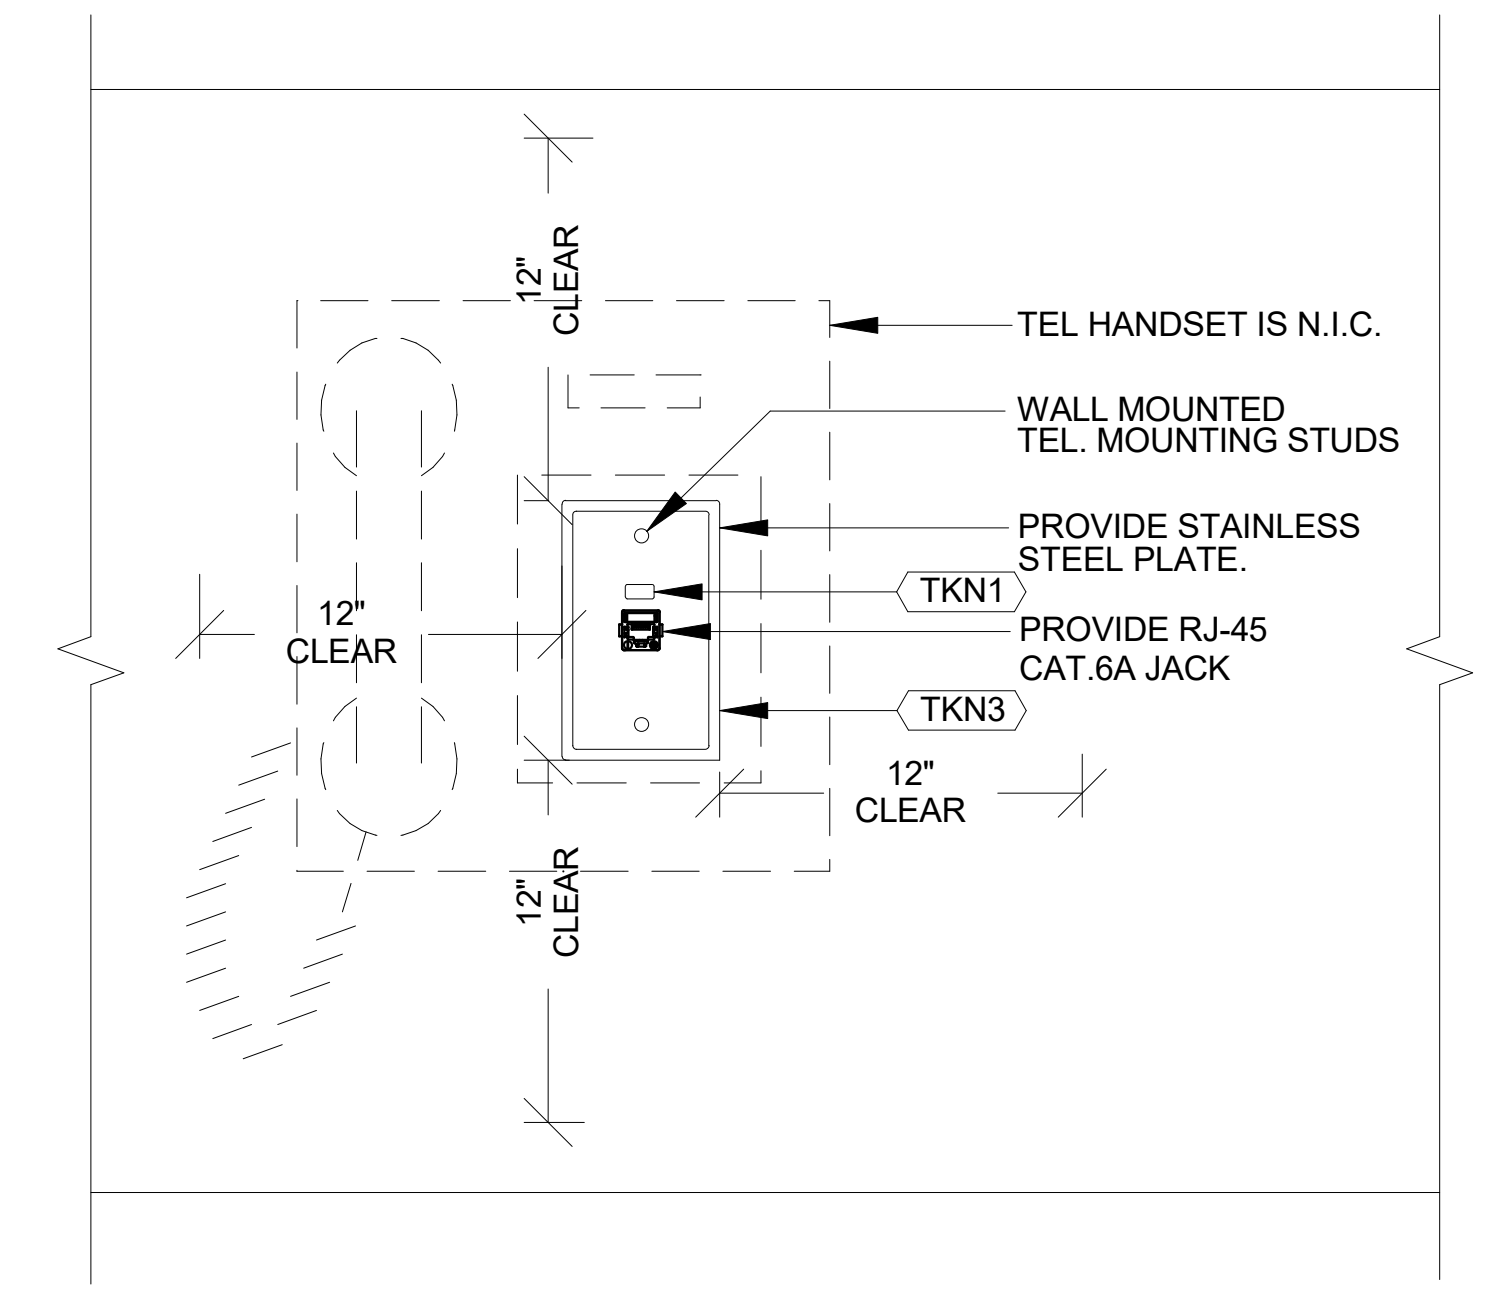 12"
CLEAR
TEL HANDSET IS N.I.C.
WALL MOUNTED
TEL. MOUNTING STUDS
PROVIDE STAINLESS
STEEL PLATE.
TKN1
12"
CLEAR
PROVIDE RJ-45
CAT.6A JACK
TKN3
12"
CLEAR
12"
CLEAR